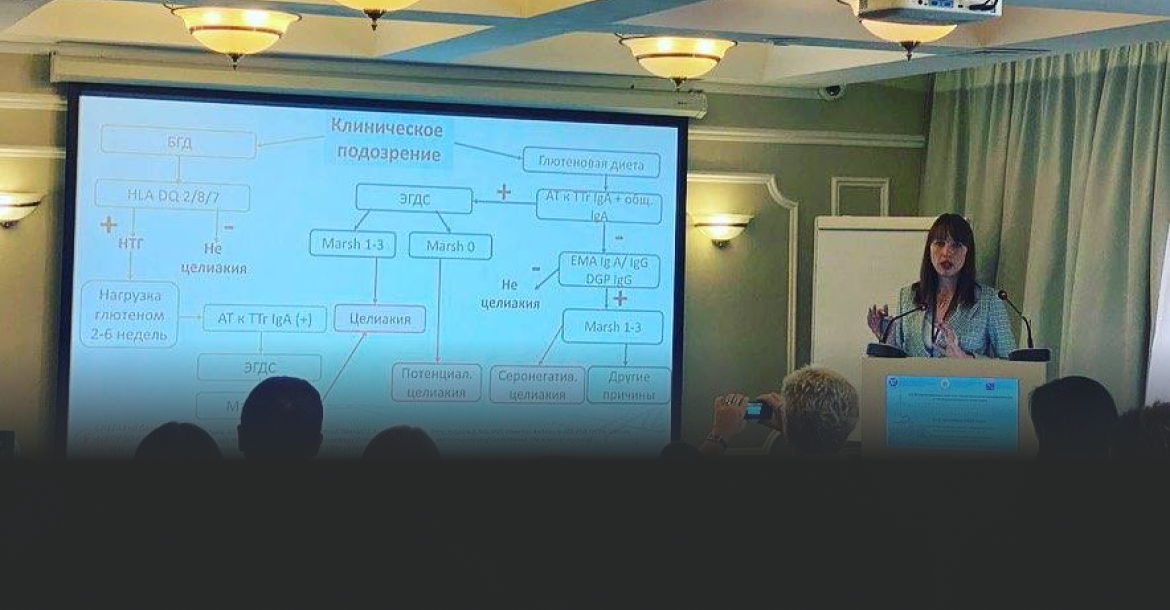 Клиническое
подозрение
БГД
Глютеновая диета
HLA DQ 2/8/7
ЭГДС
+
АТ к ТТг IgA + общ.
IgA
+
-
НТГ
Не
целиакия
Marsh 1-3
Marsh 0
-
-
Не
целиакия
EMA Ig A/ IgG
DGP IgG
+
Нагрузка
глютеном
2-6 недель
АТ к ТТг IgA (+)
Целиакия
Marsh 1-3
ЭГДС
Потенциал.
целиакия
Серонегатив.
целиакия
Другие
причины